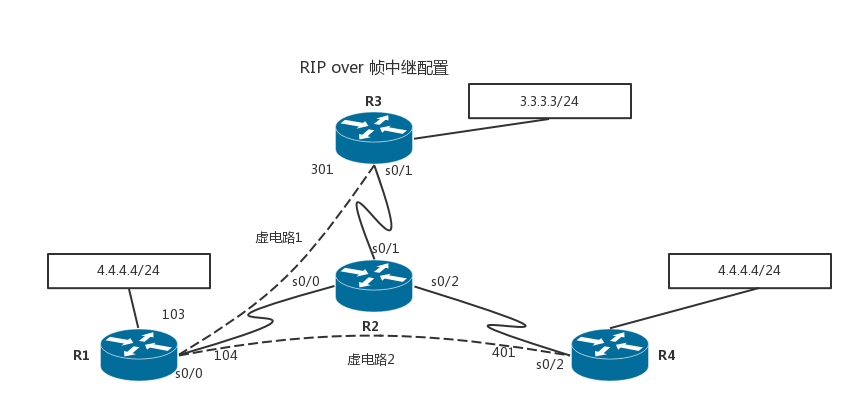 RIP over 帧中继配置
R3
3.3.3.3/24
301
s0/1
虚电路1
s0/1
4.4.4.4/24
4.4.4.4/24
s0/0
s0/2
103
R2
R1
104
401
R4
虚电路2
s0/2
s0/0